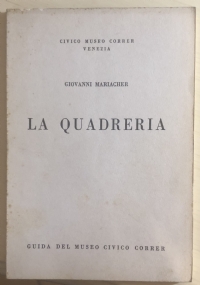 CIVICO MUSEO CORRER
VENEZIA
GIOVANNI MARIACHER
LA QUADRERIA
GUIDA DEL MUSEO CIVICO CORRER